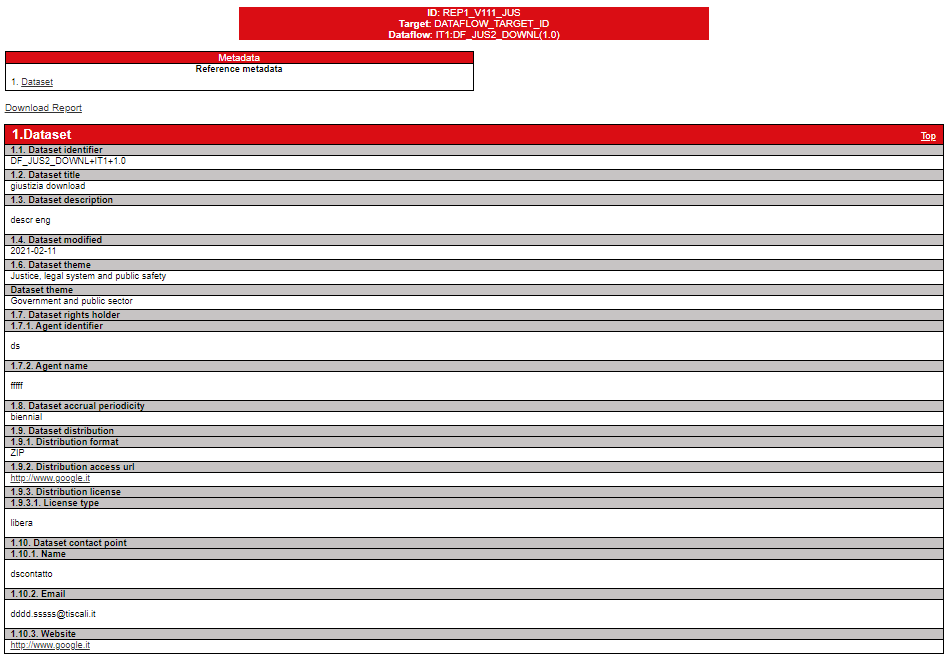 ID: REP1_V111_JUS
Target: DATAFLOW_TARGET_ID
Dataflow: IT1:DF_JUS2_DOWNL(1.0)
Metadata
Reference metadata
1. Dataset
Download Report
1.Dataset
Top
1.1. Dataset identifier
DF_JUS2_DOWNL+IT1+1.0
1.2. Dataset title
giustizia download
1.3. Dataset description
descr eng
1.4. Dataset modified
2021-02-11
1.6. Dataset theme
Justice, legal system and public safety
Dataset theme
Government and public sector
1.7. Dataset rights holder
1.7.1. Agent identifier
ds
1.7.2. Agent name
fffff
1.8. Dataset accrual periodicity
biennial
1.9. Dataset distribution
1.9.1. Distribution format
ZIP
1.9.2. Distribution access url
http://www.google.it
1.9.3. Distribution license
1.9.3.1. License type
libera
1.10. Dataset contact point
1.10.1. Name
dscontatto
1.10.2. Email
dddd.sssss@tiscali.it
1.10.3. Website
http://www.google.it